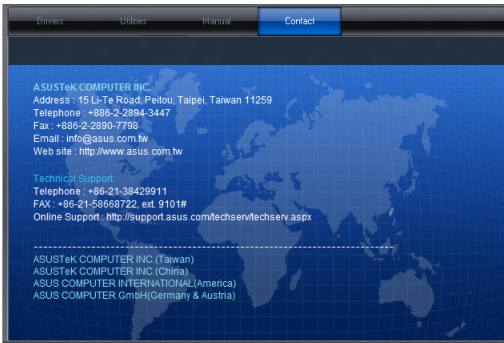 Drivers Utilities Manual Contact
ASUSTeK COMPUTER INC.
Address : 15 Li-Te Road, Peitou, Taipei, Taiwan 11259
Telephone : +886-2-2894-3447
Fax : +886-2-2890-7798
Email : info@asus.com.tw
Web site : http://www.asus.com.tw
Technical Support
Telephone : +86-21-38429911
FAX : +86-21-58668722, ext. 9101#
Online Support : http://support.asus.com/techserv/techserv.aspx
ASUSTeK COMPUTER INC.(Taiwan)
ASUSTeK COMPUTER INC.(China)
ASUS COMPUTER INTERNATIONAL(America)
ASUS COMPUTER GmbH(Germany & Austria)